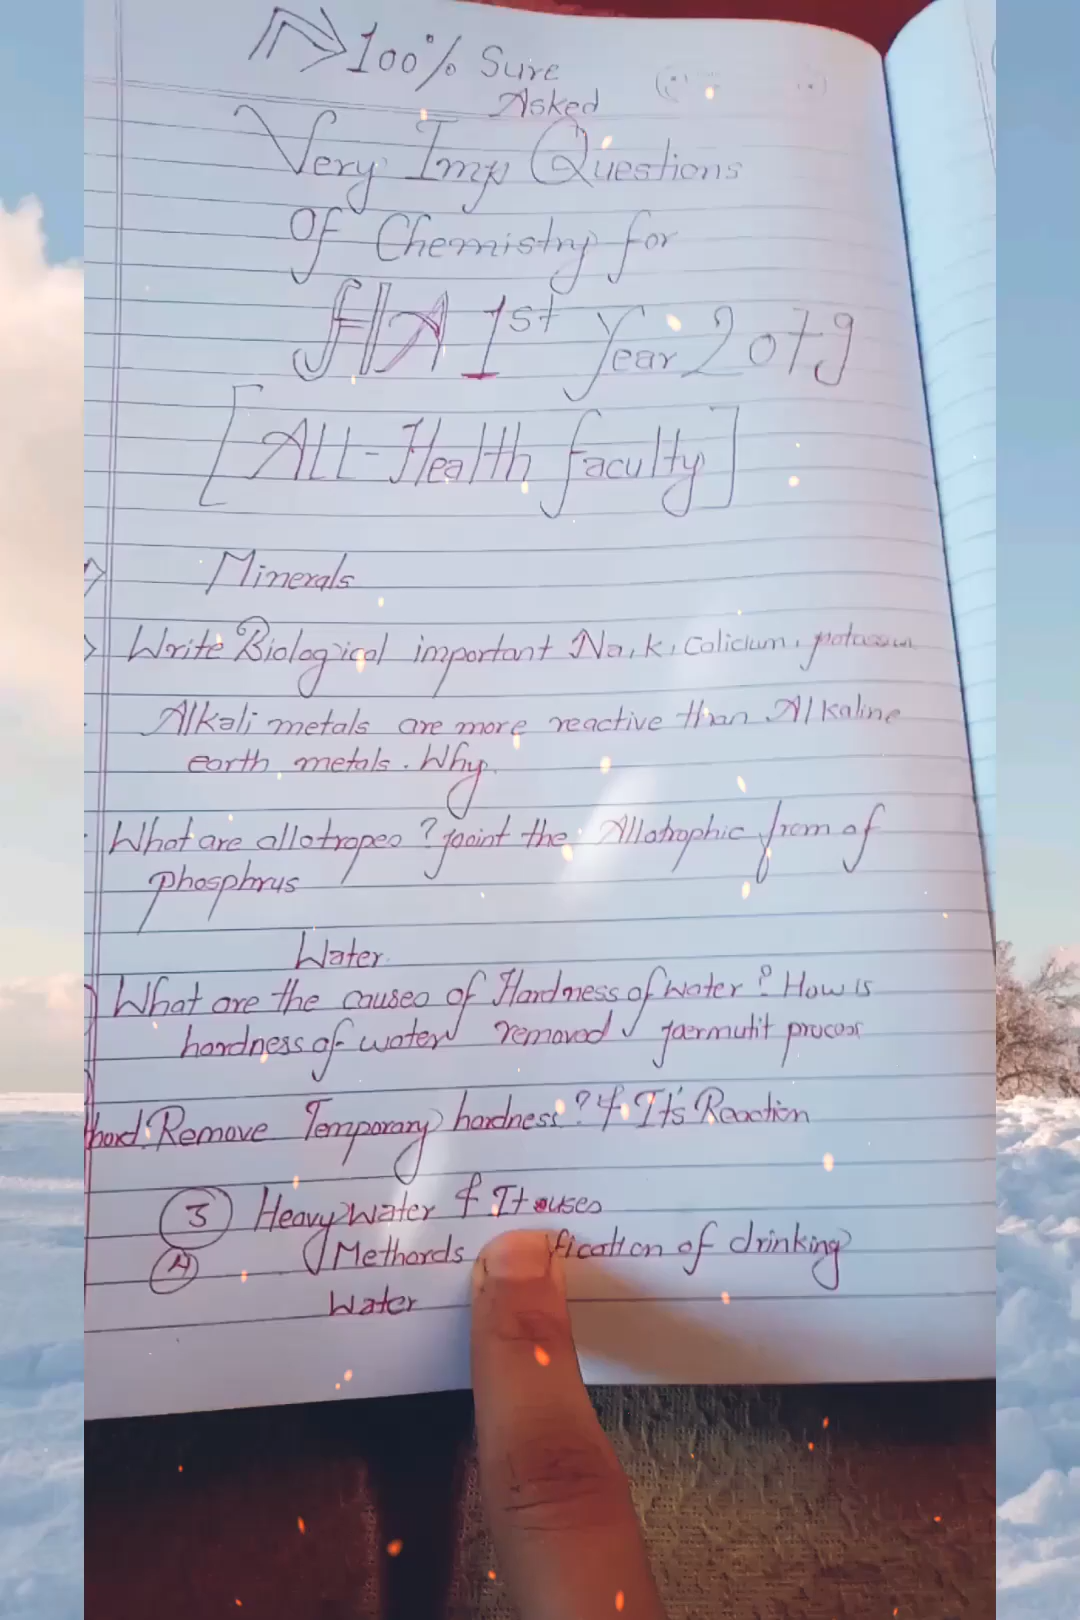 100% Sure
Asked
Very Imp Questions
Of Chemistry for
HA 1st Year 2079
[ALL-Health faculty]
Minerals
Write Biological important Na, K, Calicium, potassium
Alkali metals are more reactive than Alkaline
earth metals. Why
What are allotropes? point the Allotrophic from of
phosphrus
Water
What are the causes of Hardness of water? How is
hardness of water removed permutit process
Remove Temporary hardness? & It's Reaction
③ Heavy water & It uses
④ Methords fication of drinking
Water